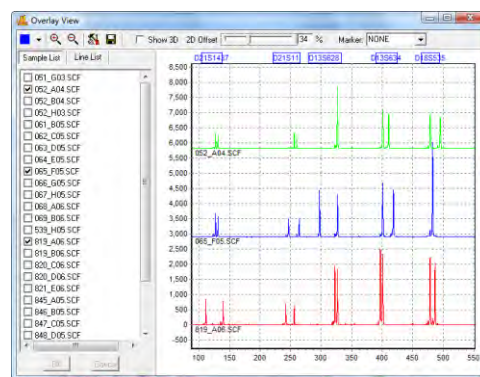 Overlay View
Show 3D 2D Offset 34 % Marker: NONE
Sample List Line List
051_G03.SCF
052_A04.SCF
052_B04.SCF
052_H03.SCF
061_B05.SCF
062_C05.SCF
063_D05.SCF
064_E05.SCF
065_F05.SCF
066_G05.SCF
067_H05.SCF
068_A06.SCF
069_B06.SCF
539_H05.SCF
819_A06.SCF
819_B06.SCF
820_C06.SCF
820_D06.SCF
821_E06.SCF
845_A05.SCF
846_B05.SCF
847_C05.SCF
848_D05.SCF
D21S1437 D21S11 D13S628 D13S634 D18S535
8,500
8,000
7,500
7,000
6,500
6,000
5,500
052_A04.SCF
5,000
4,500
4,000
3,500
3,000
065_F05.SCF
2,500
2,000
1,500
1,000
500
0
819_A06.SCF
-500
100 150 200 250 300 350 400 450 500 550